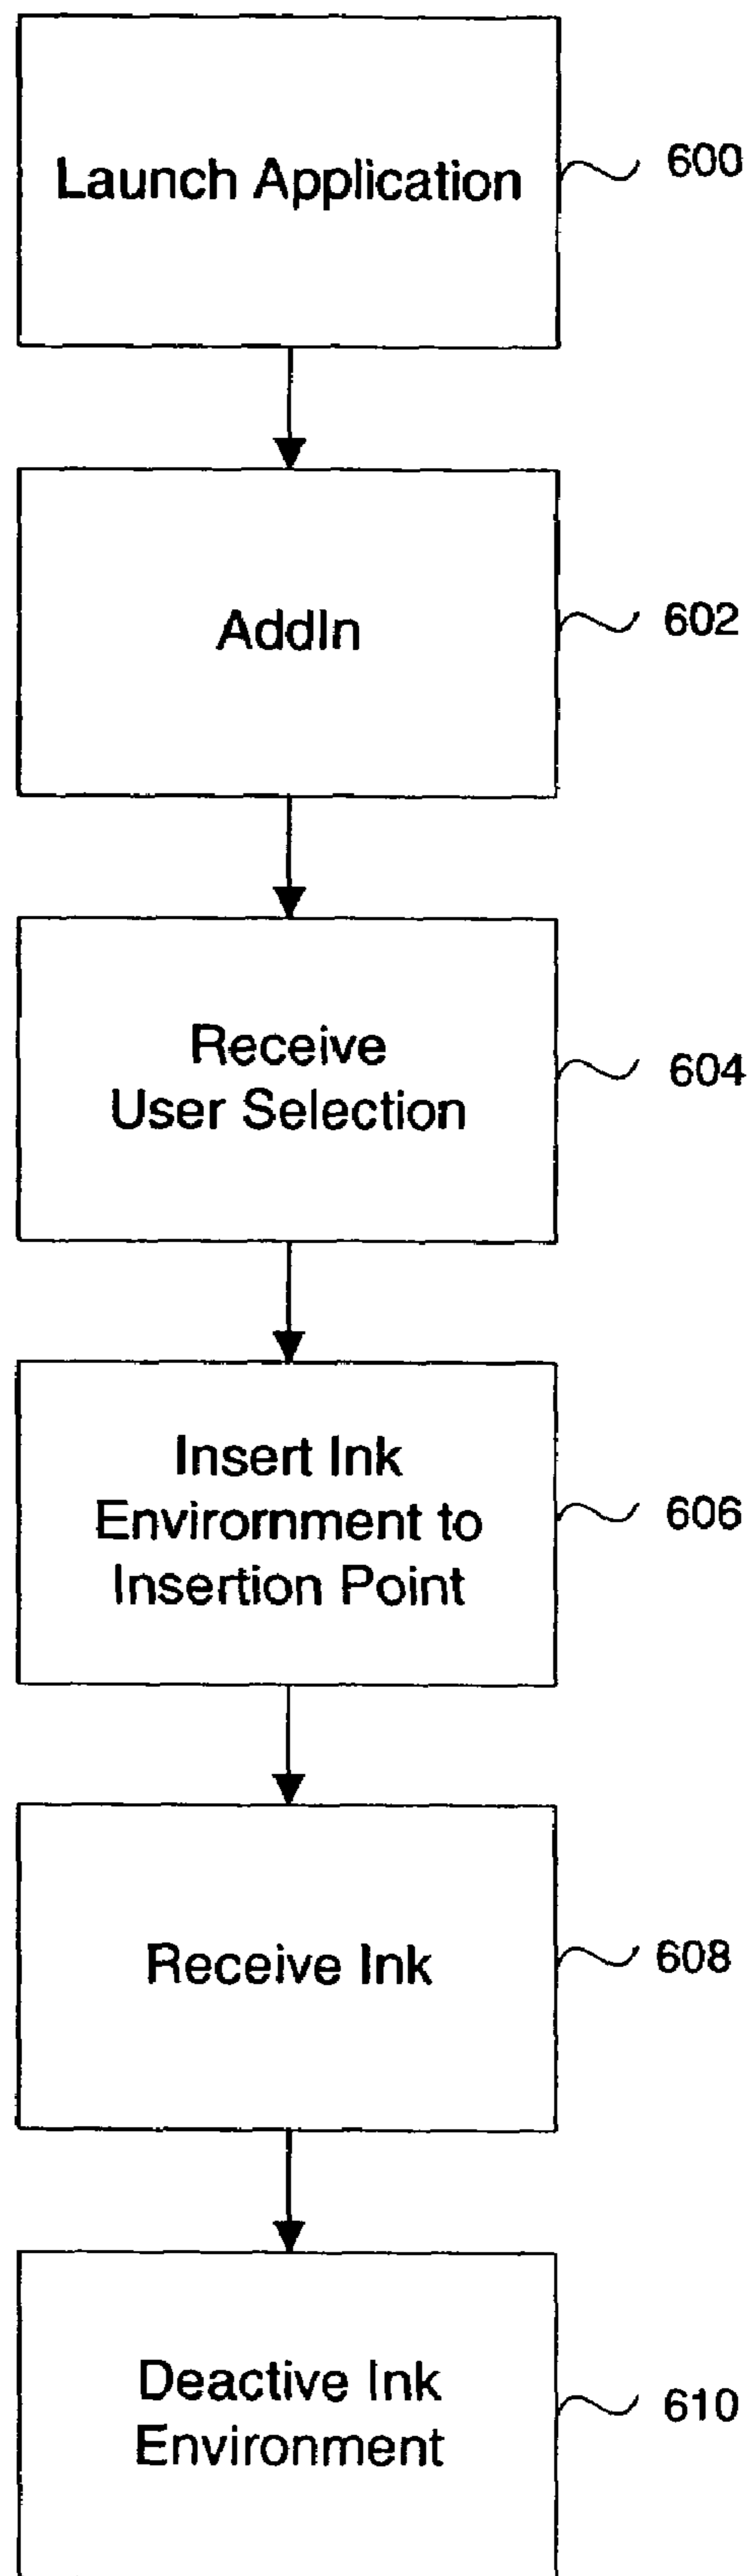 Launch Application
600
AddIn
602
Receive
User Selection
604
Insert Ink
Envirornment to
Insertion Point
606
Receive Ink
608
Deactive Ink
Environment
610